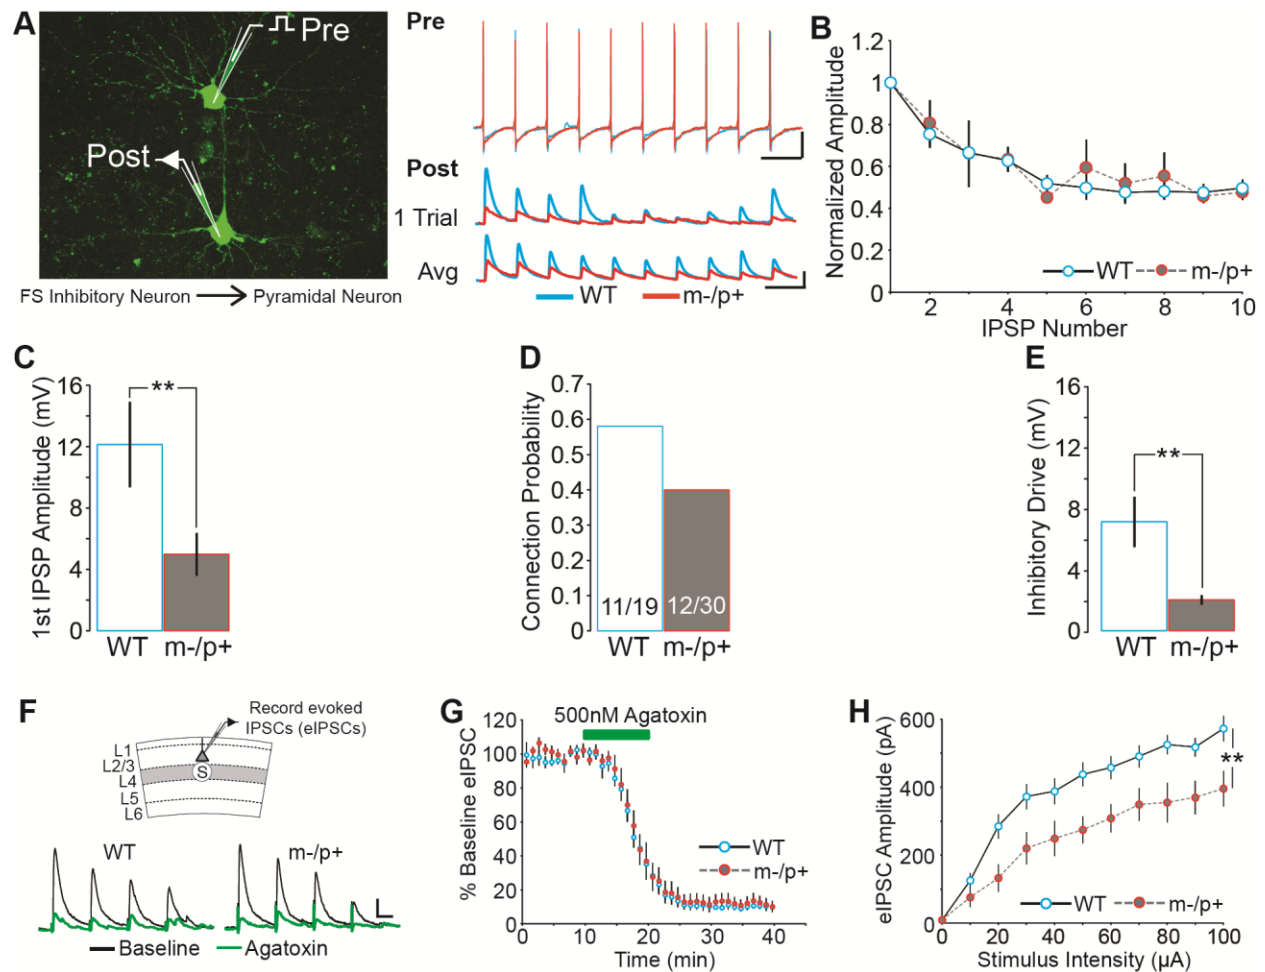 A
Pre
Post
FS Inhibitory Neuron → Pyramidal Neuron
Pre
Post
1 Trial
Avg
WT m-/p+
B
Normalized Amplitude
1.2
1
0.8
0.6
0.4
0.2
0
2 4 6 8 10
IPSP Number
WT m-/p+
C
1st IPSP Amplitude (mV)
16
12
8
4
0
**
WT m-/p+
D
Connection Probability
0.7
0.6
0.5
0.4
0.3
0.2
0.1
0
11/19 12/30
WT m-/p+
E
Inhibitory Drive (mV)
16
12
8
4
0
**
WT m-/p+
F
Record evoked
IPSCs (eIPSCs)
L1
L2/3
L4
L5
L6
S
WT m-/p+
Baseline Agatoxin
G
500nM Agatoxin
% Baseline eIPSC
120
100
80
60
40
20
0
0 10 20 30 40
Time (min)
WT
m-/p+
H
eIPSC Amplitude (pA)
600
400
200
0
0 20 40 60 80 100
Stimulus Intensity (µA)
**
WT m-/p+